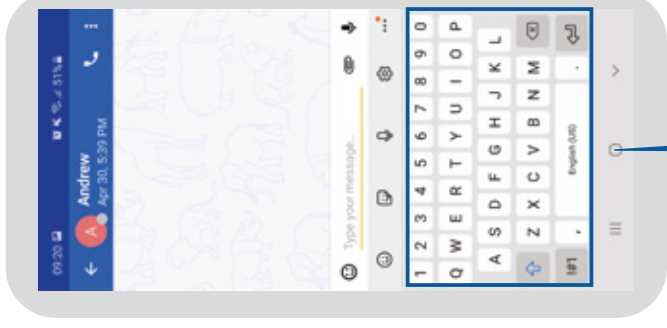 09:20 51%
A Andrew
Apr 30, 5:39 PM
Type your message...
1 2 3 4 5 6 7 8 9 0
Q W E R T Y U I O P
A S D F G H J K L
Z X C V B N M
!#1 , English (US) .